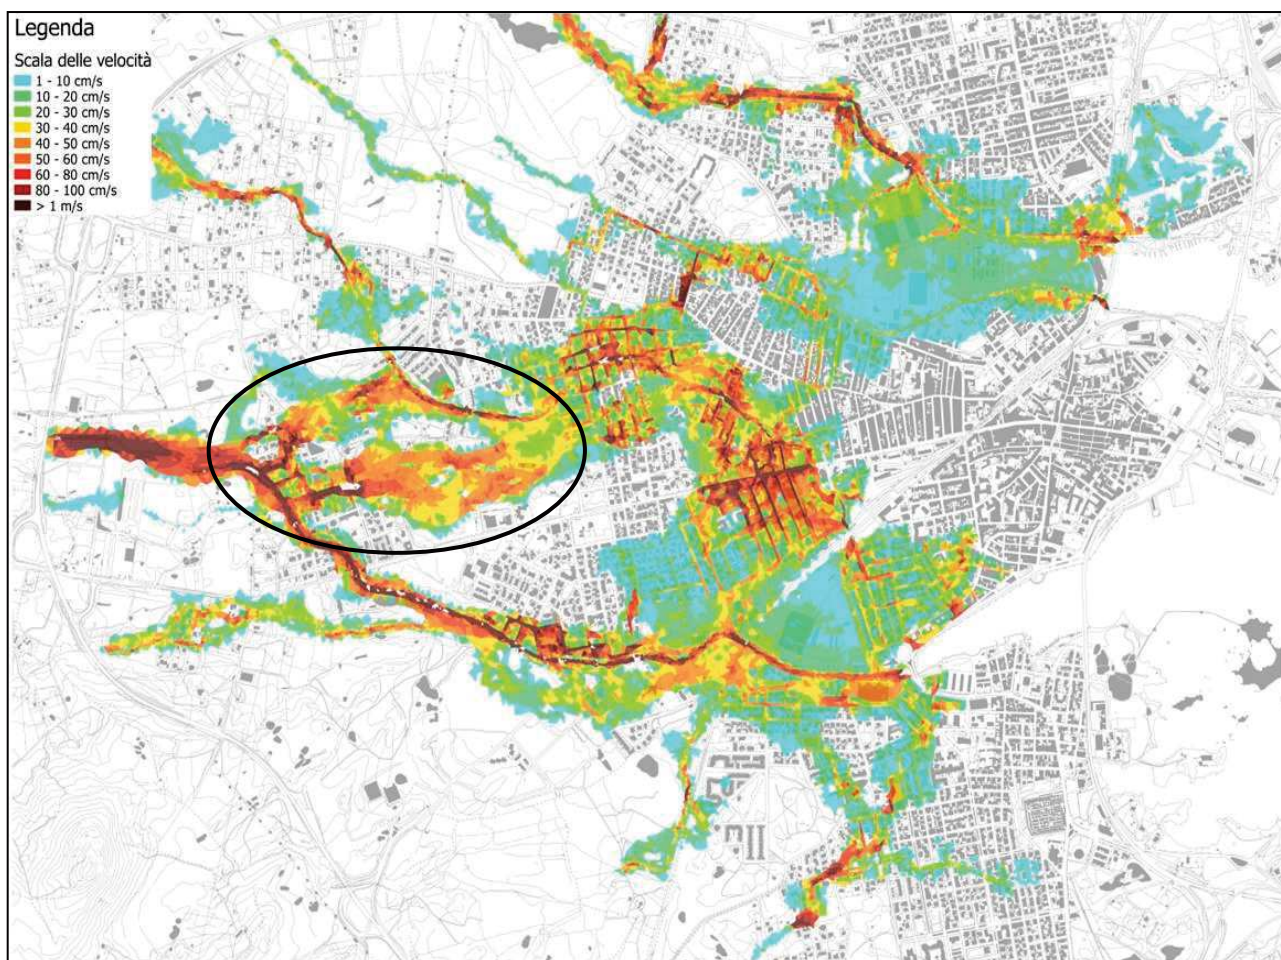 Legenda
Scala delle velocità
1 - 10 cm/s
10 - 20 cm/s
20 - 30 cm/s
30 - 40 cm/s
40 - 50 cm/s
50 - 60 cm/s
60 - 80 cm/s
80 - 100 cm/s
> 1 m/s